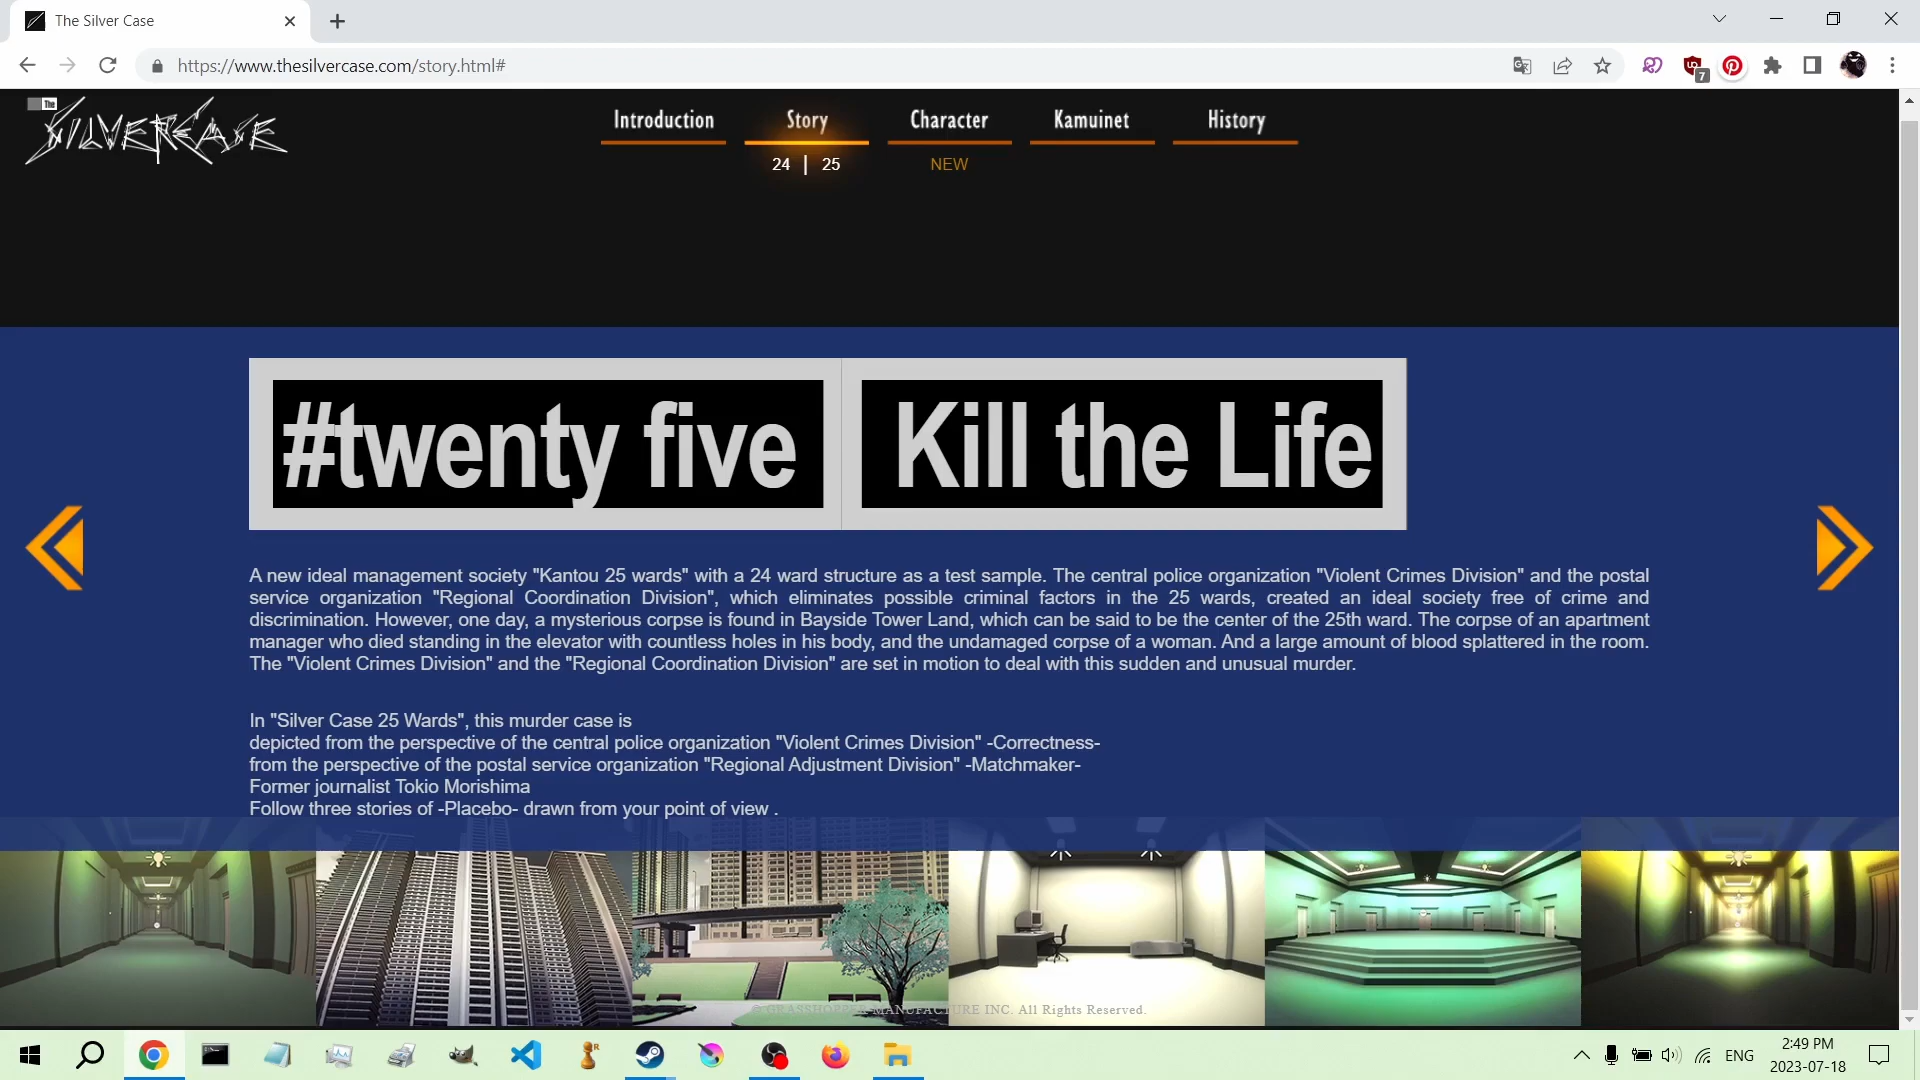 The Silver Case
https://www.thesilvercase.com/story.html#
7
The
SILVERCASE
Introduction
Story
Character
Kamuinet
History
24 | 25
NEW
#twenty five
Kill the Life
A new ideal management society "Kantou 25 wards" with a 24 ward structure as a test sample. The central police organization "Violent Crimes Division" and the postal
service organization "Regional Coordination Division", which eliminates possible criminal factors in the 25 wards, created an ideal society free of crime and
discrimination. However, one day, a mysterious corpse is found in Bayside Tower Land, which can be said to be the center of the 25th ward. The corpse of an apartment
manager who died standing in the elevator with countless holes in his body, and the undamaged corpse of a woman. And a large amount of blood splattered in the room.
The "Violent Crimes Division" and the "Regional Coordination Division" are set in motion to deal with this sudden and unusual murder.
In "Silver Case 25 Wards", this murder case is
depicted from the perspective of the central police organization "Violent Crimes Division" -Correctness-
from the perspective of the postal service organization "Regional Adjustment Division" -Matchmaker-
Former journalist Tokio Morishima
Follow three stories of -Placebo- drawn from your point of view .
© GRASSHOPPER MANUFACTURE INC. All Rights Reserved.
ENG
2:49 PM
2023-07-18